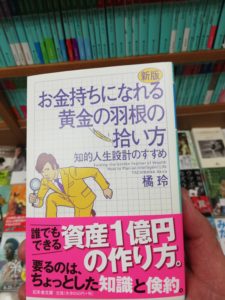 新版
お金持ちになれる
黄金の羽根の
拾い方
知的人生設計のすすめ
橘 玲
誰でも
できる
資産1億円
の作り方。
要るのは、
ちょっとした知識と倹約。